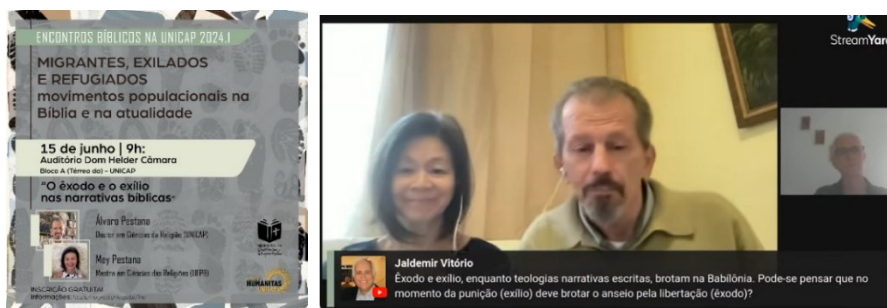 ENCONTROS BÍBLICOS NA UNICAP 2024.1
MIGRANTES, EXILADOS
E REFUGIADOS
movimentos populacionais na
Bíblia e na atualidade
15 de junho | 9h:
Auditório Dom Helder Câmara
Bloco A (Térreo do) - UNICAP
"O êxodo e o exílio
nas narrativas bíblicas"
Álvaro Pestana
Doutor em Ciências da Religião (UNICAP)
Mey Pestana
Mestra em Ciências das Religiões (UFPB)
HUMANITAS
INSCRIÇÃO GRATUITA!
Informações:
StreamYard
Jaldemir Vitório
Êxodo e exílio, enquanto teologias narrativas escritas, brotam na Babilônia. Pode-se pensar que no
momento da punição (exílio) deve brotar o anseio pela libertação (êxodo)?